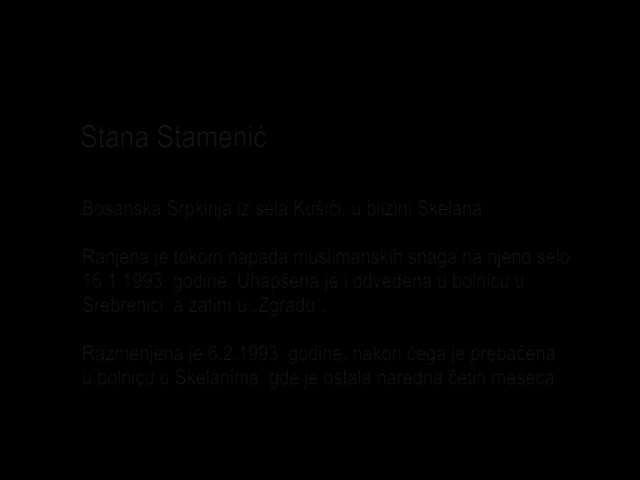 Stana Stamenić
Bosanska Srpkinja iz sela Kušići, u blizini Skelana.
Ranjena je tokom napada muslimanskih snaga na njeno selo
16.1.1993. godine. Uhapšena je i odvedena u bolnicu u
Srebrenici, a zatim u „Zgradu“.
Razmenjena je 6.2.1993. godine, nakon čega je prebačena
u bolnicu u Skelanima, gde je ostala naredna četiri meseca.